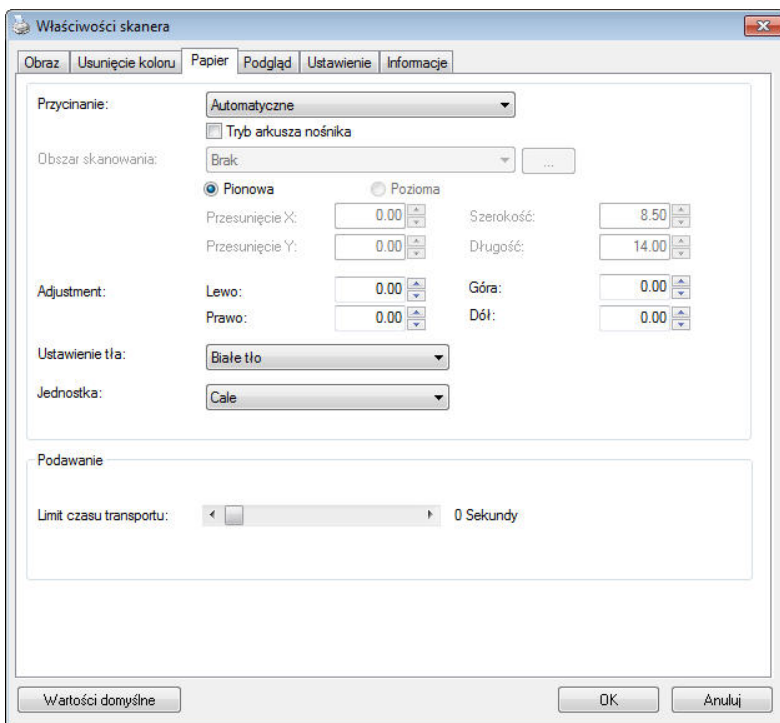 Właściwości skanera
Obraz Usunięcie koloru Papier Podgląd Ustawienie Informacje
Przycinanie: Automatyczne
Tryb arkusza nośnika
Obszar skanowania: Brak ...
Pionowa Pozioma
Przesunięcie X: 0.00 Szerokość: 8.50
Przesunięcie Y: 0.00 Długość: 14.00
Adjustment: Lewo: 0.00 Góra: 0.00
Prawo: 0.00 Dół: 0.00
Ustawienie tła: Białe tło
Jednostka: Cale
Podawanie
Limit czasu transportu: 0 Sekundy
Wartości domyślne OK Anuluj